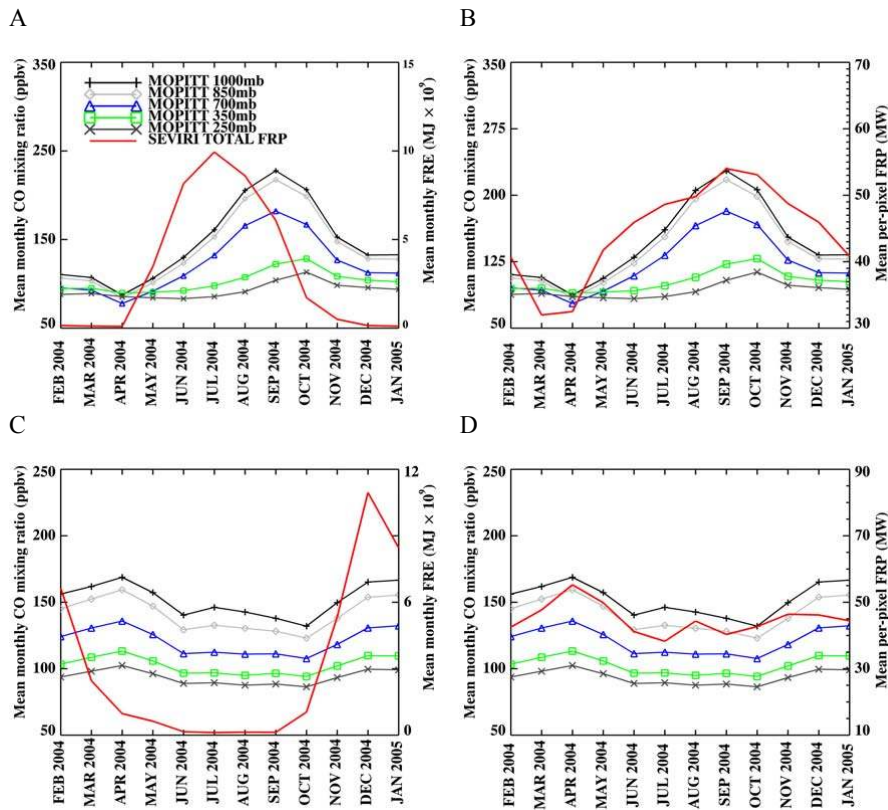 A
Mean monthly CO mixing ratio (ppbv)
350
250
150
50
MOPITT 1000mb
MOPITT 850mb
MOPITT 700mb
MOPITT 350mb
MOPITT 250mb
SEVIRI TOTAL FRP
15
10
5
0
Mean monthly FRE (MJ × 10⁹)
FEB 2004
MAR 2004
APR 2004
MAY 2004
JUN 2004
JUL 2004
AUG 2004
SEP 2004
OCT 2004
NOV 2004
DEC 2004
JAN 2005
B
Mean monthly CO mixing ratio (ppbv)
350
275
200
125
50
70
60
50
40
30
Mean per-pixel FRP (MW)
FEB 2004
MAR 2004
APR 2004
MAY 2004
JUN 2004
JUL 2004
AUG 2004
SEP 2004
OCT 2004
NOV 2004
DEC 2004
JAN 2005
C
Mean monthly CO mixing ratio (ppbv)
250
200
150
100
50
12
6
0
Mean monthly FRE (MJ × 10⁹)
FEB 2004
MAR 2004
APR 2004
MAY 2004
JUN 2004
JUL 2004
AUG 2004
SEP 2004
OCT 2004
NOV 2004
DEC 2004
JAN 2005
D
Mean monthly CO mixing ratio (ppbv)
250
200
150
100
50
90
70
50
30
10
Mean per-pixel FRP (MW)
FEB 2004
MAR 2004
APR 2004
MAY 2004
JUN 2004
JUL 2004
AUG 2004
SEP 2004
OCT 2004
NOV 2004
DEC 2004
JAN 2005